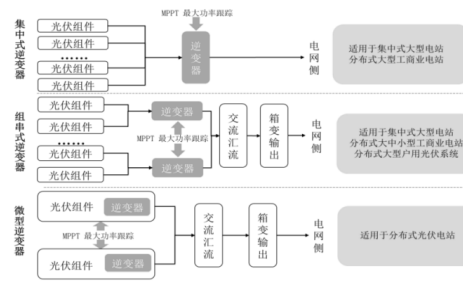 集中式逆变器
MPPT 最大功率跟踪
光伏组件
光伏组件
……
光伏组件
光伏组件
逆变器
电网侧
适用于集中式大型电站
分布式大型工商业电站
组串式逆变器
光伏组件
光伏组件
……
光伏组件
光伏组件
逆变器
MPPT 最大功率跟踪
逆变器
交流汇流
箱变输出
电网侧
适用于集中式大型电站
分布式大中小型工商业电站
分布式大型户用光伏系统
微型逆变器
光伏组件
逆变器
MPPT 最大功率跟踪
光伏组件
逆变器
交流汇流
箱变输出
电网侧
适用于分布式光伏电站